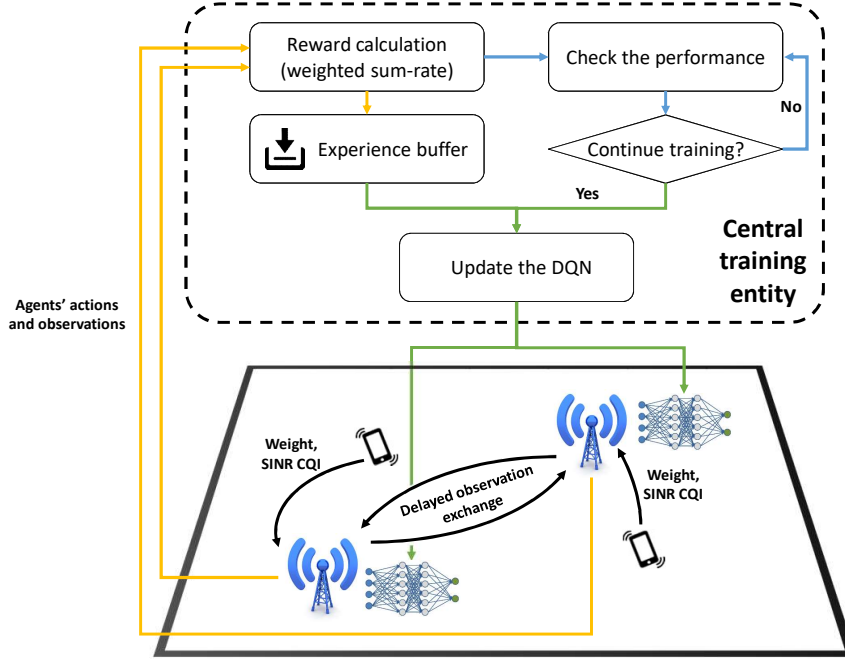 Reward calculation
(weighted sum-rate)
Check the performance
No
Experience buffer
Continue training?
Yes
Central
training
entity
Update the DQN
Agents’ actions
and observations
Weight,
SINR CQI
Delayed observation
exchange
Weight,
SINR CQI